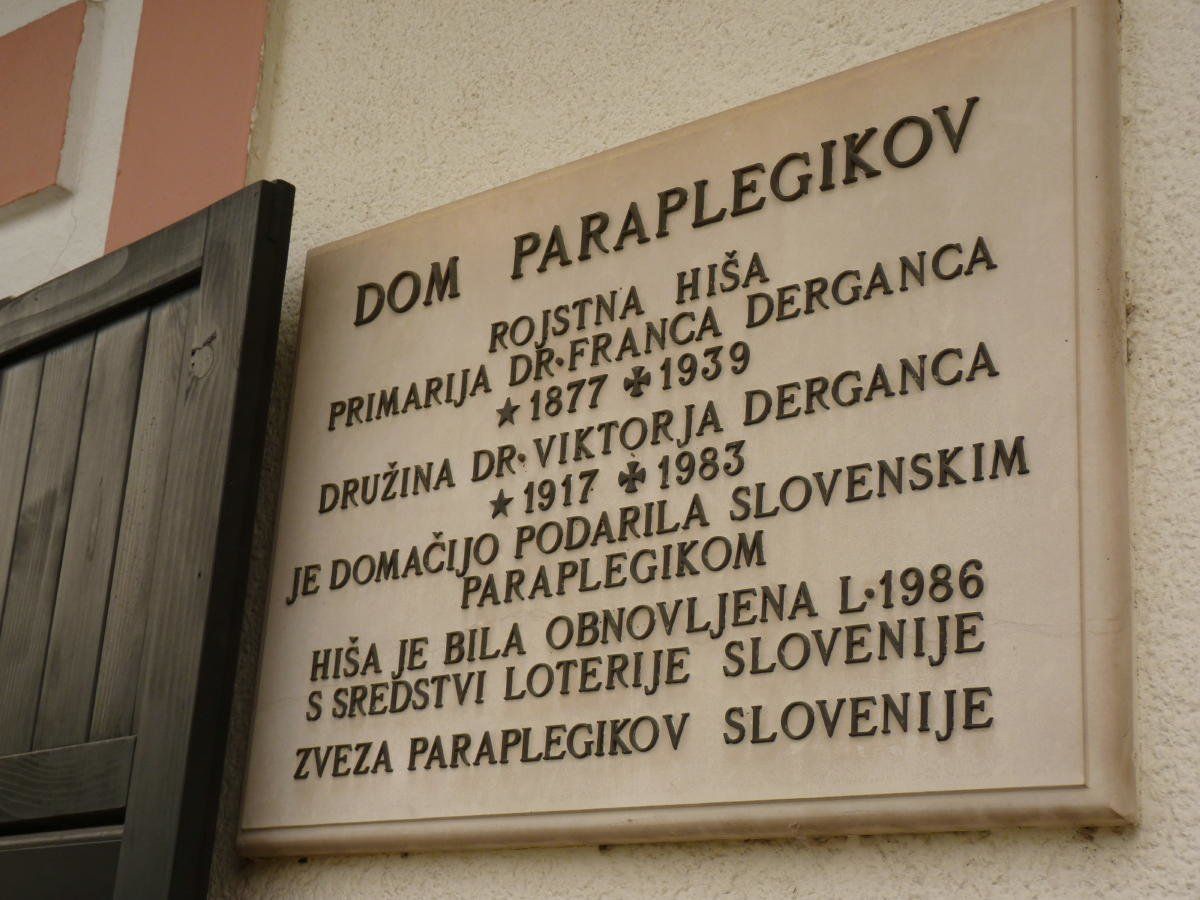 DOM PARAPLEGIKOV
ROJSTNA HIŠA
PRIMARIJA DR·FRANCA DERGANCA
★ 1877 ✠ 1939
DRUŽINA DR·VIKTORJA DERGANCA
★ 1917 ✠ 1983
JE DOMAČIJO PODARILA SLOVENSKIM
PARAPLEGIKOM
HIŠA JE BILA OBNOVLJENA L·1986
S SREDSTVI LOTERIJE SLOVENIJE
ZVEZA PARAPLEGIKOV SLOVENIJE